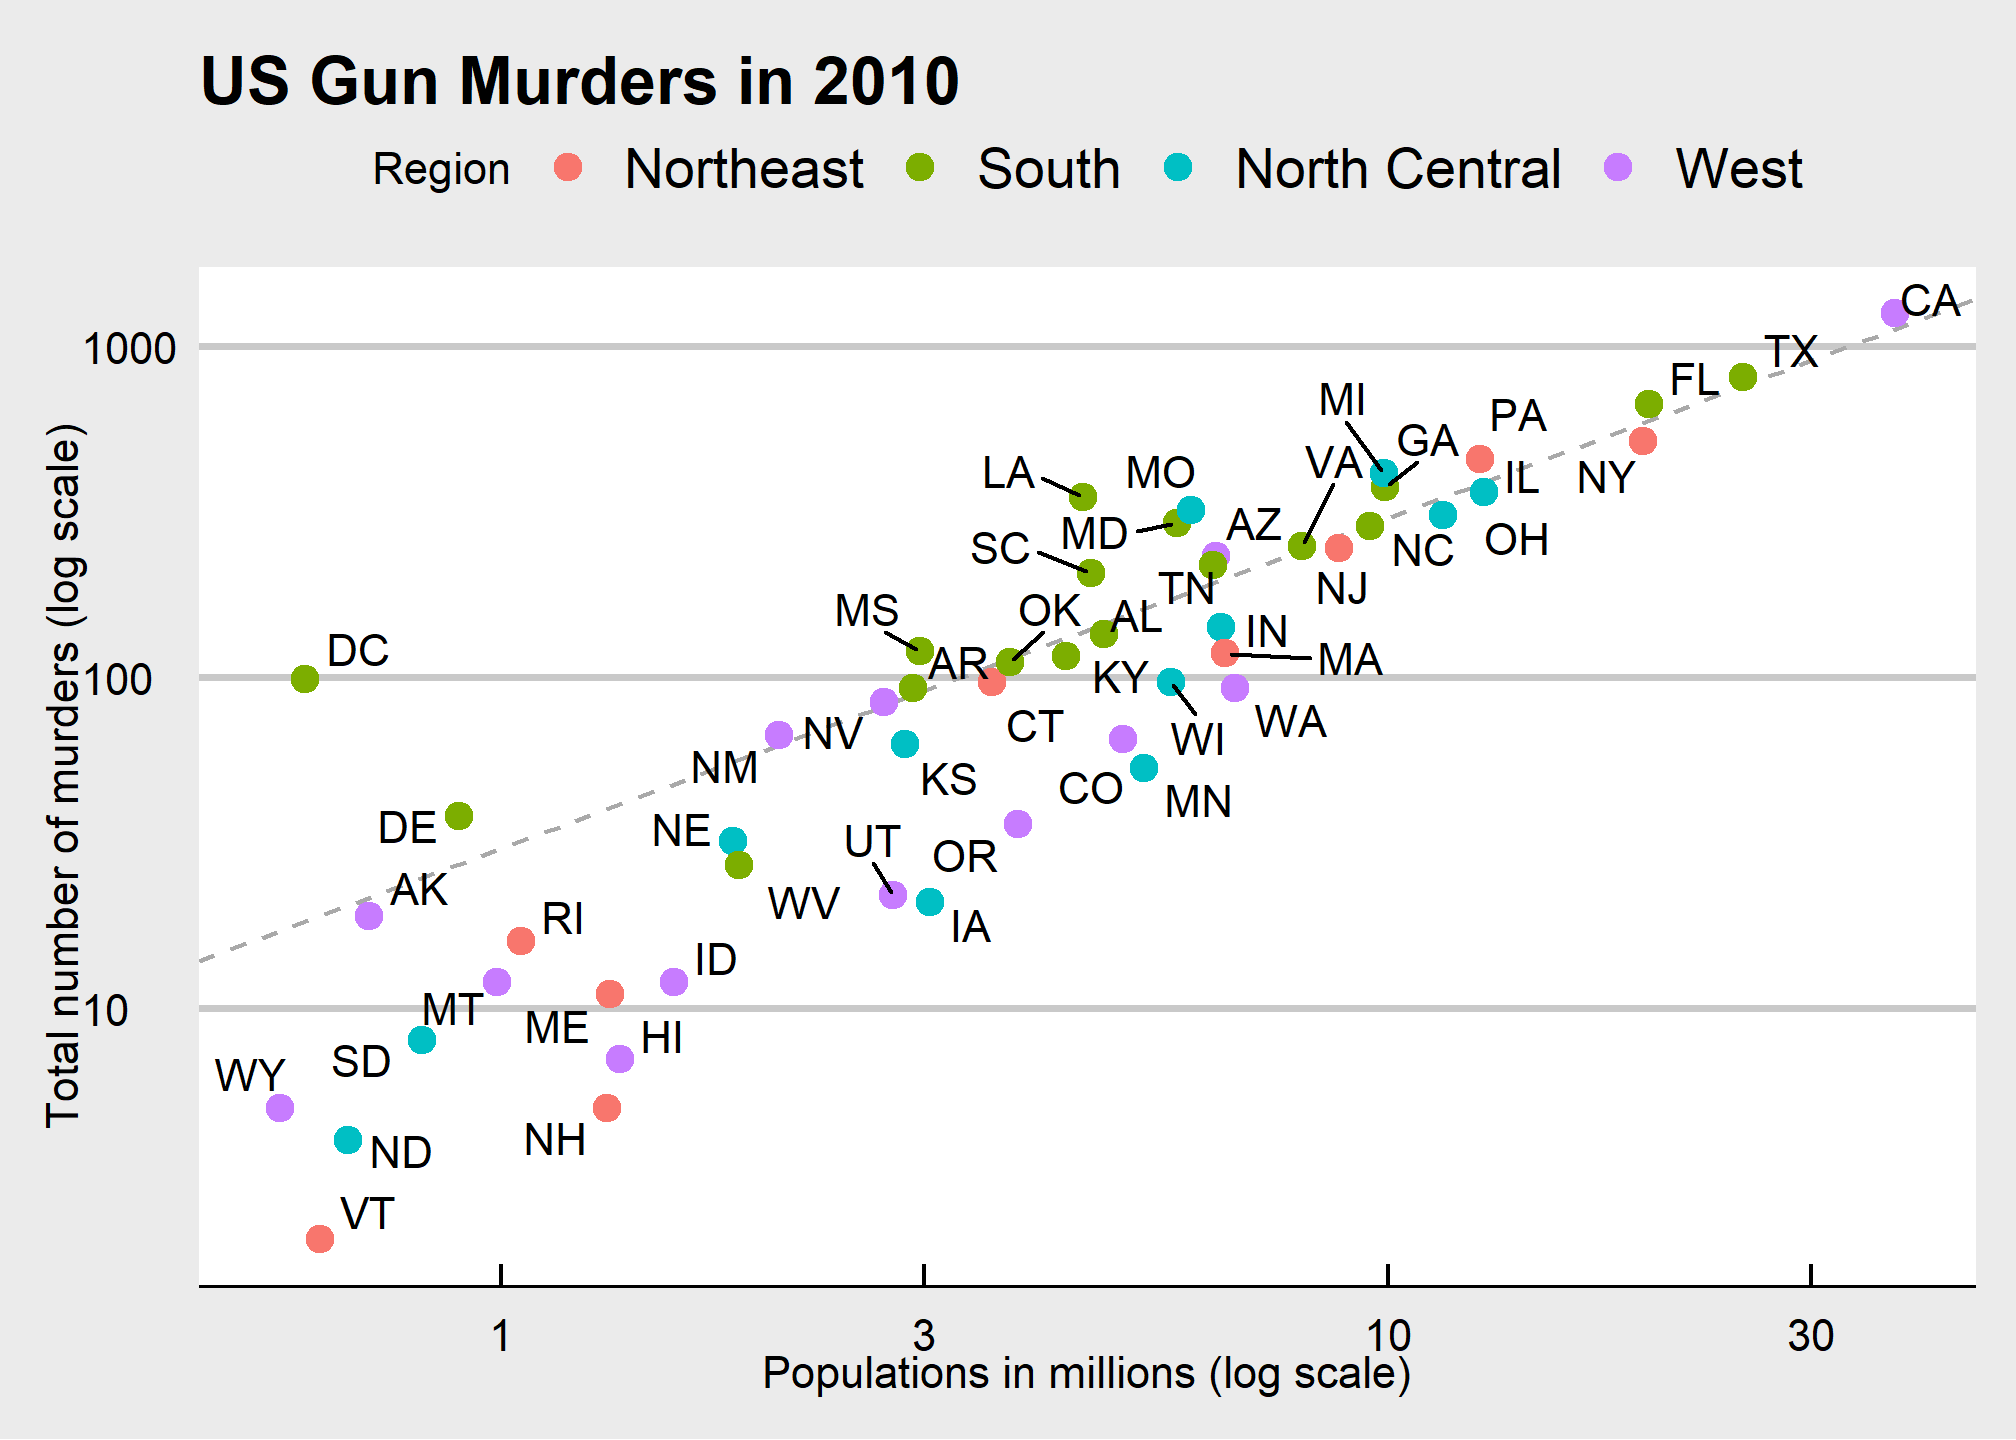 US Gun Murders in 2010
Region Northeast South North Central West
Total number of murders (log scale)
1000
100
10
CA
TX
FL
MI
PA
GA
VA
LA
MO
IL
NY
MD
AZ
SC
NC
OH
TN
NJ
MS
OK
AL
IN
DC
AR
MA
KY
CT
WA
NV
WI
NM
KS
CO
MN
DE
NE
UT
OR
AK
WV
RI
IA
ID
MT
ME
HI
SD
WY
NH
ND
VT
1 3 10 30
Populations in millions (log scale)